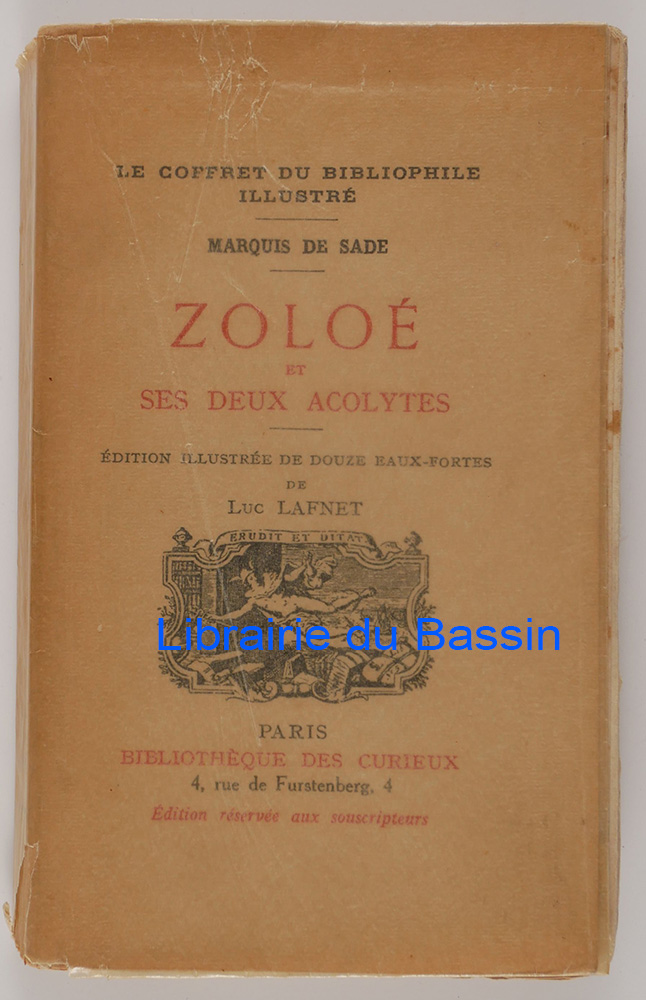 LE COFFRET DU BIBLIOPHILE
ILLUSTRÉ
MARQUIS DE SADE
ZOLOÉ
ET
SES DEUX ACOLYTES
ÉDITION ILLUSTRÉE DE DOUZE EAUX-FORTES
DE
LUC LAFNET
ERUDIT ET DITAT
Librairie du Bassin
PARIS
BIBLIOTHÈQUE DES CURIEUX
4, rue de Furstenberg, 4
Édition réservée aux souscripteurs